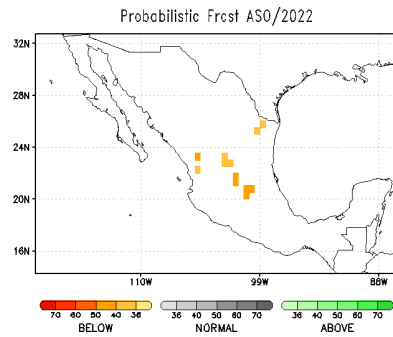 Probabilistic Frost ASO/2022
32N
28N
24N
20N
16N
110W 99W 88W
70 60 50 40 36 36 40 50 60 70 36 40 50 60 70
BELOW NORMAL ABOVE